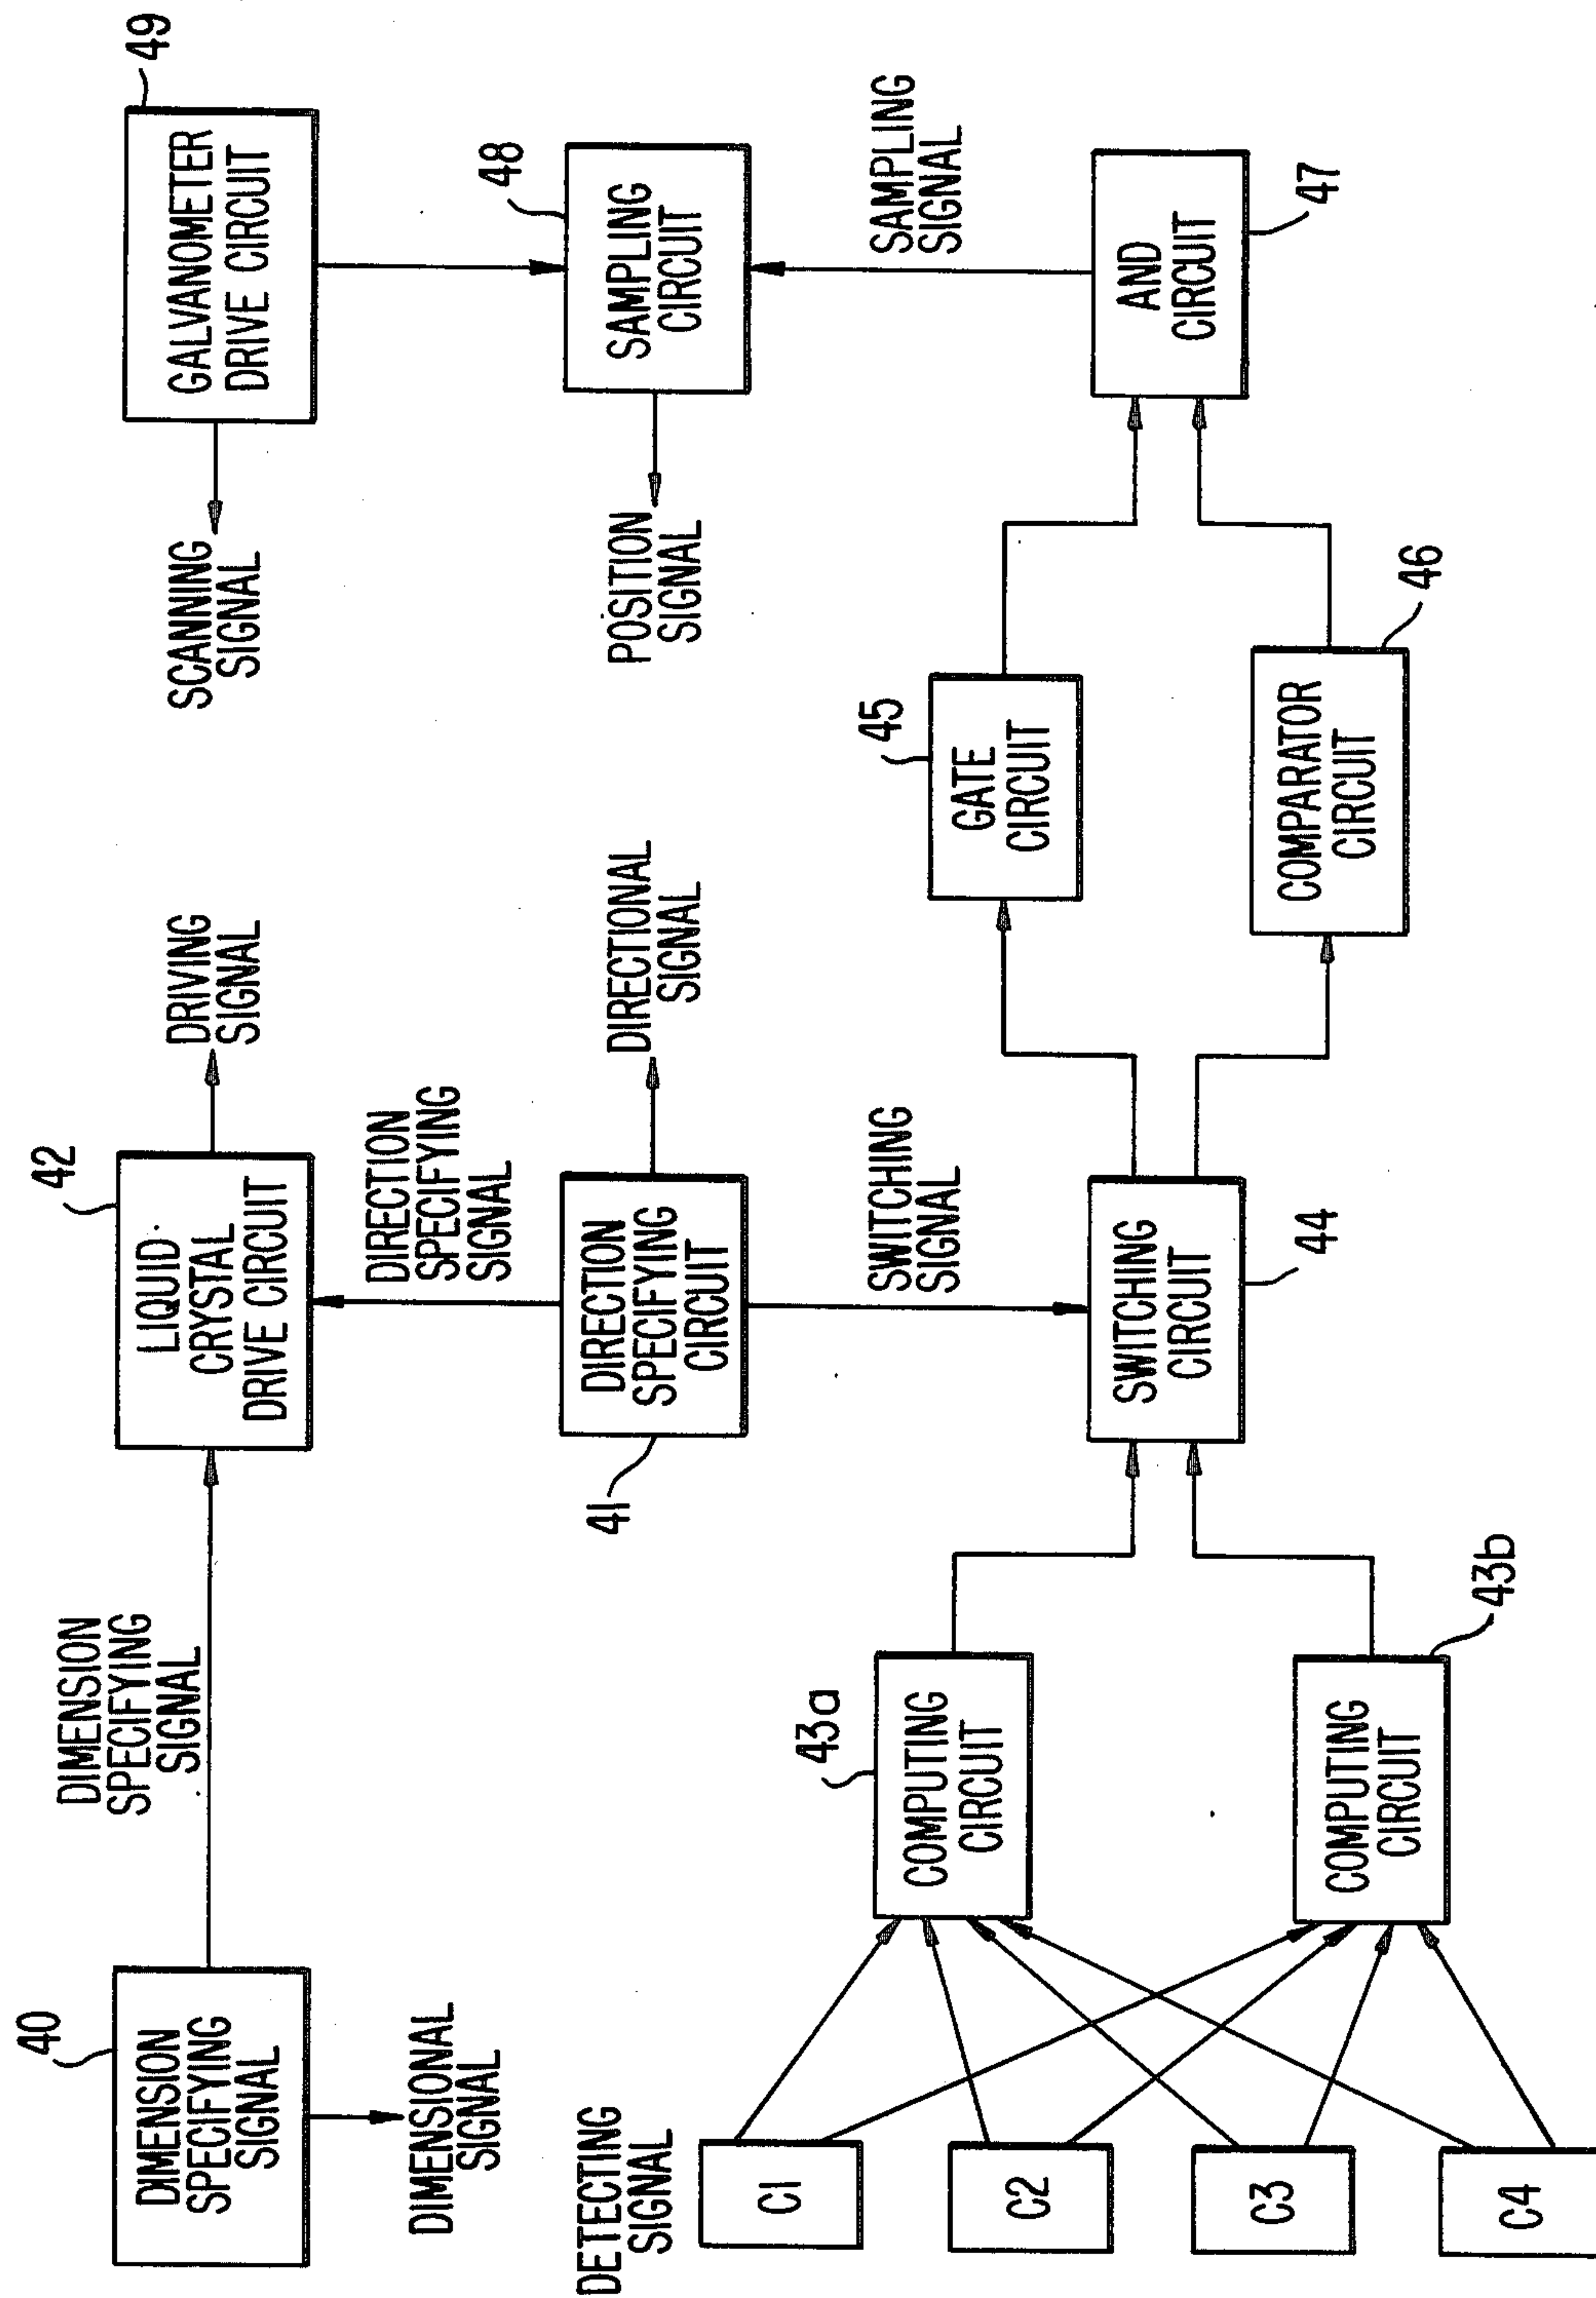 40
DIMENSION
SPECIFYING
SIGNAL
DIMENSIONAL
SIGNAL
DIMENSION
SPECIFYING
SIGNAL
42
LIQUID
CRYSTAL
DRIVE CIRCUIT
DRIVING
SIGNAL
SCANNING
SIGNAL
GALVANOMETER
DRIVE CIRCUIT
49
DIRECTION
SPECIFYING
SIGNAL
41
DIRECTION
SPECIFYING
CIRCUIT
DIRECTIONAL
SIGNAL
POSITION
SIGNAL
48
SAMPLING
CIRCUIT
SWITCHING
SIGNAL
SAMPLING
SIGNAL
DETECTING
SIGNAL
C1
C2
C3
C4
43a
COMPUTING
CIRCUIT
COMPUTING
CIRCUIT
43b
SWITCHING
CIRCUIT
44
45
GATE
CIRCUIT
COMPARATOR
CIRCUIT
46
AND
CIRCUIT
47